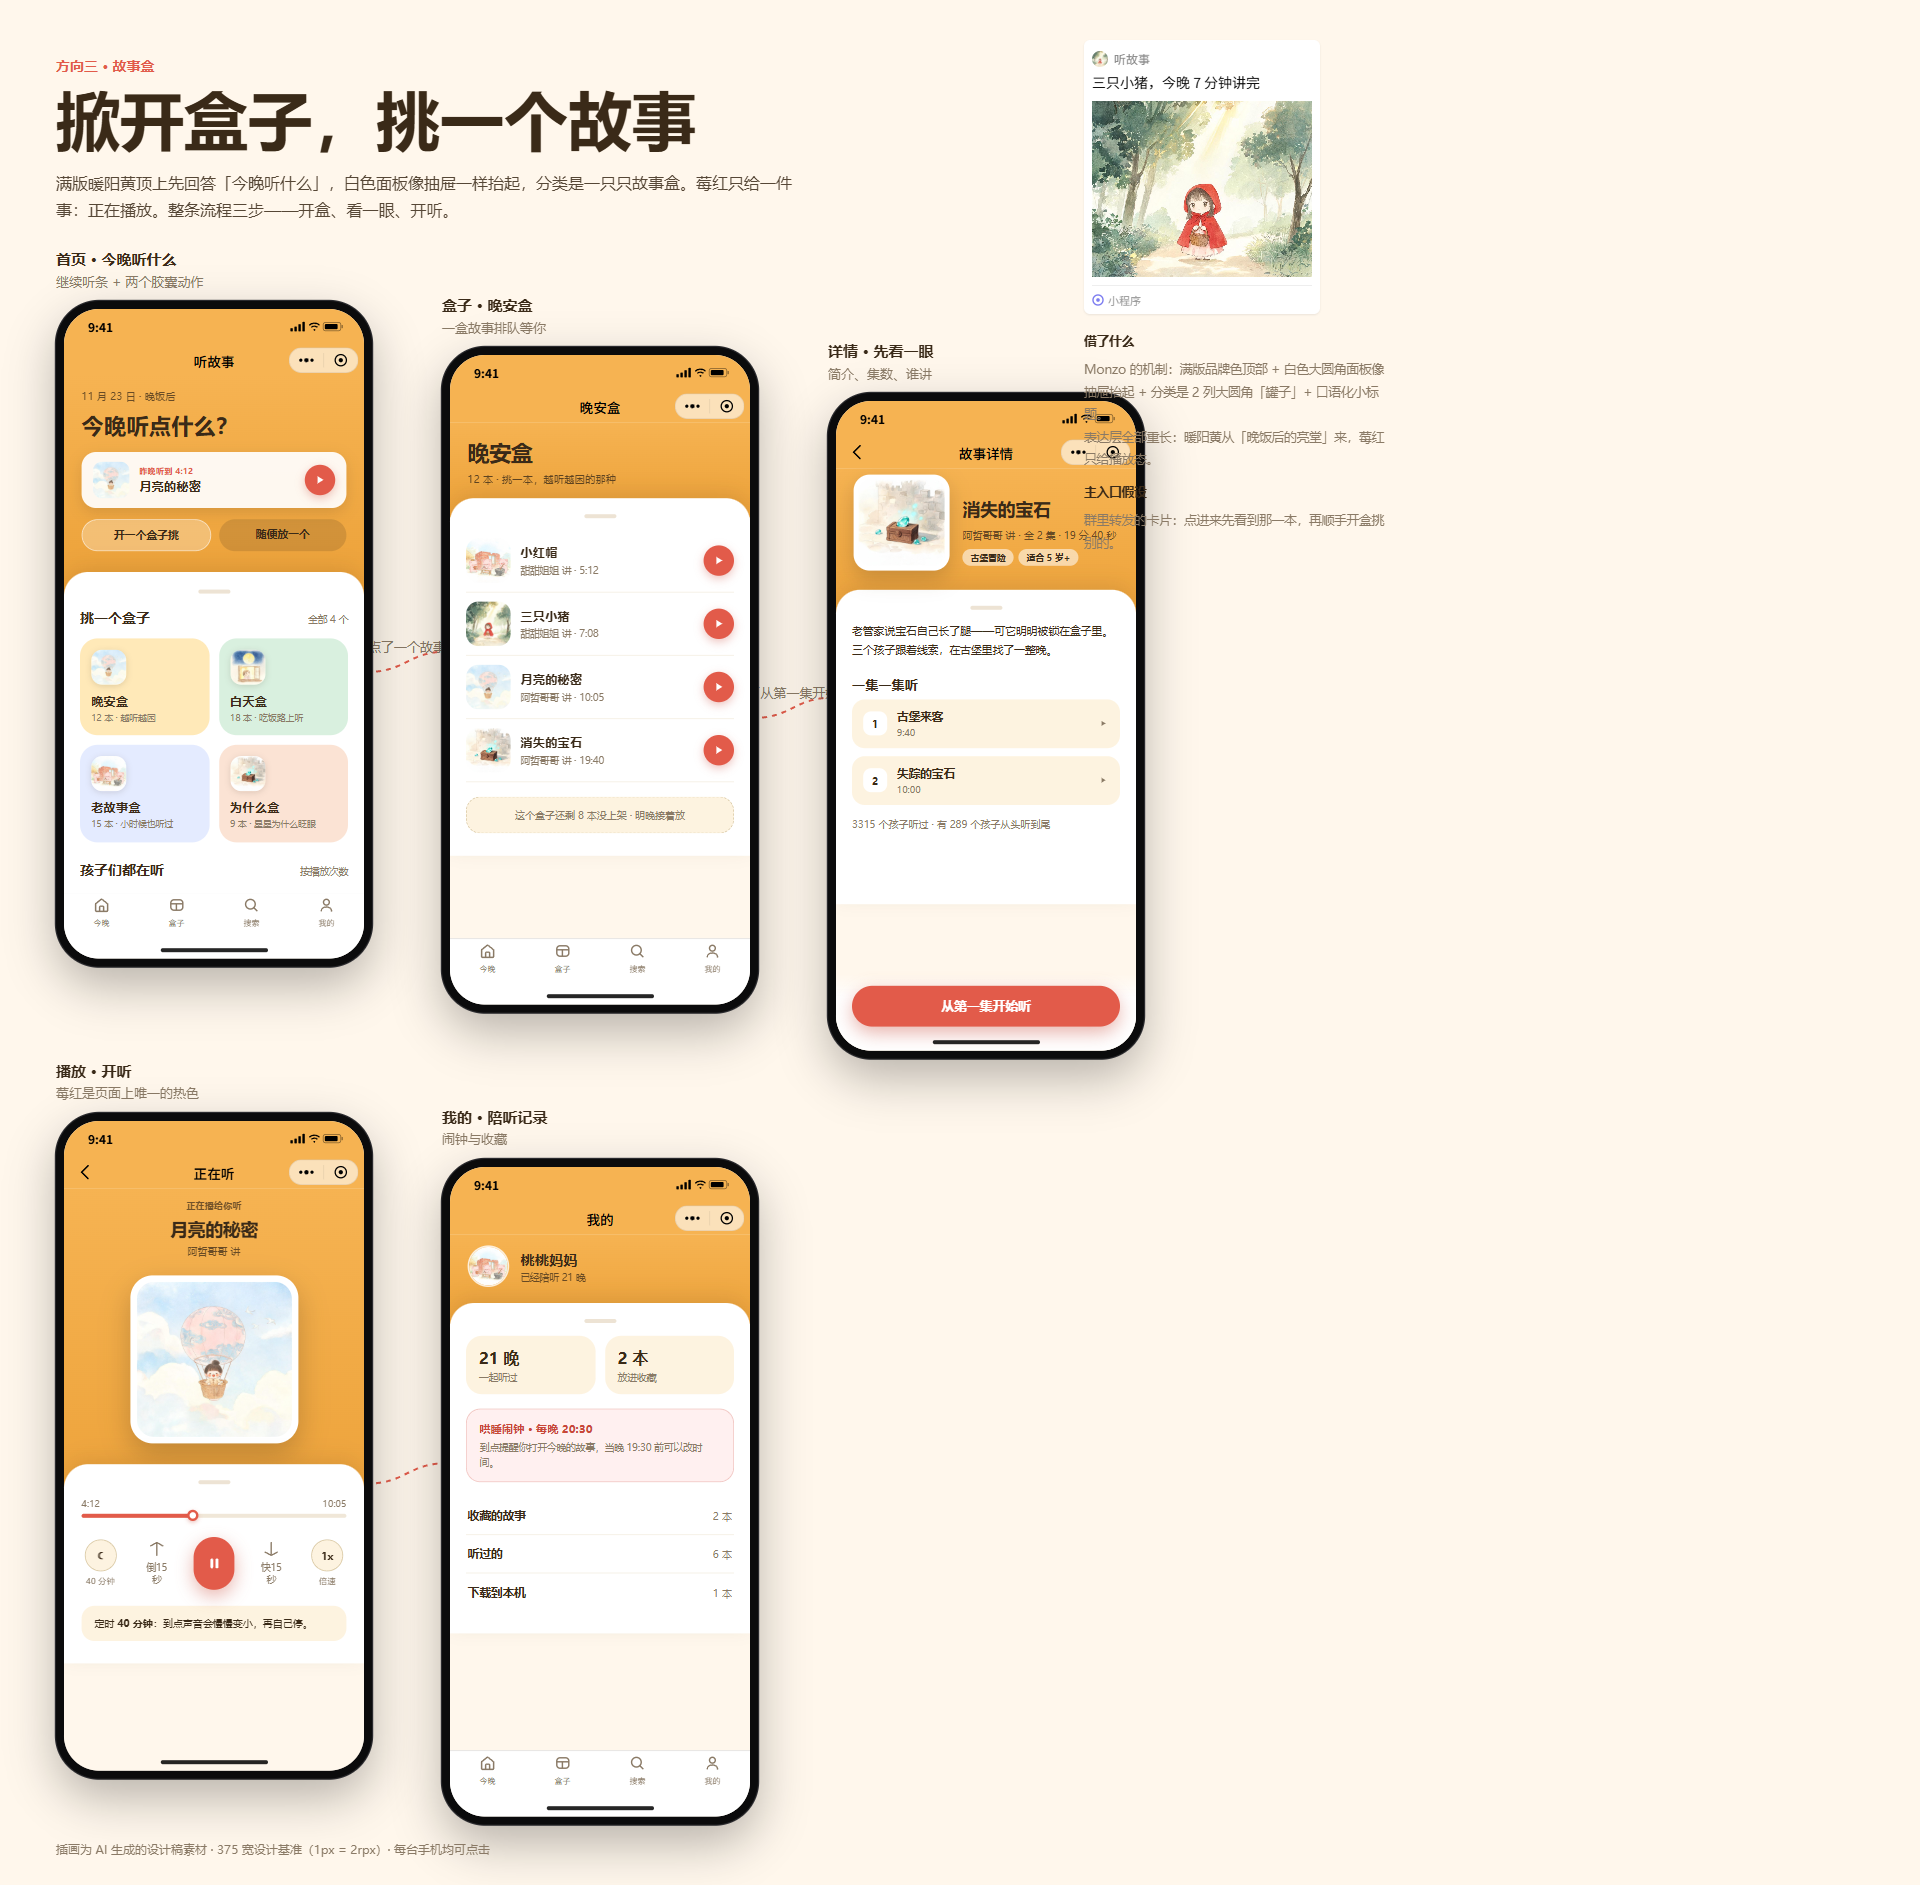 方向三 • 故事盒
掀开盒子，挑一个故事
满版暖阳黄顶上先回答「今晚听什么」，白色面板像抽屉一样抬起，分类是一只只故事盒。莓红只给一件
事：正在播放。整条流程三步——开盒、看一眼、开听。
首页 • 今晚听什么
继续听条 + 两个胶囊动作
9:41
听故事
11 月 23 日 · 晚饭后
今晚听点什么？
昨晚听到 4:12
月亮的秘密
开一个盒子挑
随便放一个
挑一个盒子
全部 4 个
晚安盒
12 本 · 越听越困
白天盒
18 本 · 吃饭路上听
老故事盒
15 本 · 小时候也听过
为什么盒
9 本 · 星星为什么眨眼
孩子们都在听
按播放次数
今晚
盒子
搜索
我的
点了一个故事
盒子 • 晚安盒
一盒故事排队等你
9:41
晚安盒
晚安盒
12 本 · 挑一本，越听越困的那种
小红帽
甜甜姐姐 讲 · 5:12
三只小猪
甜甜姐姐 讲 · 7:08
月亮的秘密
阿哲哥哥 讲 · 10:05
消失的宝石
阿哲哥哥 讲 · 19:40
这个盒子还剩 8 本没上架 · 明晚接着放
今晚
盒子
搜索
我的
从第一集开
详情 • 先看一眼
简介、集数、谁讲
9:41
故事详情
消失的宝石
阿哲哥哥 讲 · 全 2 集 · 19 分 40 秒
古堡冒险
适合 5 岁+
老管家说宝石自己长了腿——可它明明被锁在盒子里。
三个孩子跟着线索，在古堡里找了一整晚。
一集一集听
1
古堡来客
9:40
2
失踪的宝石
10:00
3315 个孩子听过 · 有 289 个孩子从头听到尾
从第一集开始听
听故事
三只小猪，今晚 7 分钟讲完
小程序
借了什么
Monzo 的机制：满版品牌色顶部 + 白色大圆角面板像
抽屉抬起 + 分类是 2 列大圆角「罐子」+ 口语化小标
题。
表达层全部重长：暖阳黄从「晚饭后的亮堂」来，莓红
只给播放态。
主入口假设
群里转发的卡片：点进来先看到那一本，再顺手开盒挑
别的。
播放 • 开听
莓红是页面上唯一的热色
9:41
正在听
正在播给你听
月亮的秘密
阿哲哥哥 讲
4:12
10:05
40 分钟
倒15
秒
快15
秒
1x
倍速
定时 40 分钟：到点声音会慢慢变小，再自己停。
我的 • 陪听记录
闹钟与收藏
9:41
我的
桃桃妈妈
已经陪听 21 晚
21 晚
一起听过
2 本
放进收藏
哄睡闹钟 • 每晚 20:30
到点提醒你打开今晚的故事，当晚 19:30 前可以改时
间。
收藏的故事
2 本
听过的
6 本
下载到本机
1 本
今晚
盒子
搜索
我的
插画为 AI 生成的设计稿素材 · 375 宽设计基准（1px = 2rpx）· 每台手机均可点击